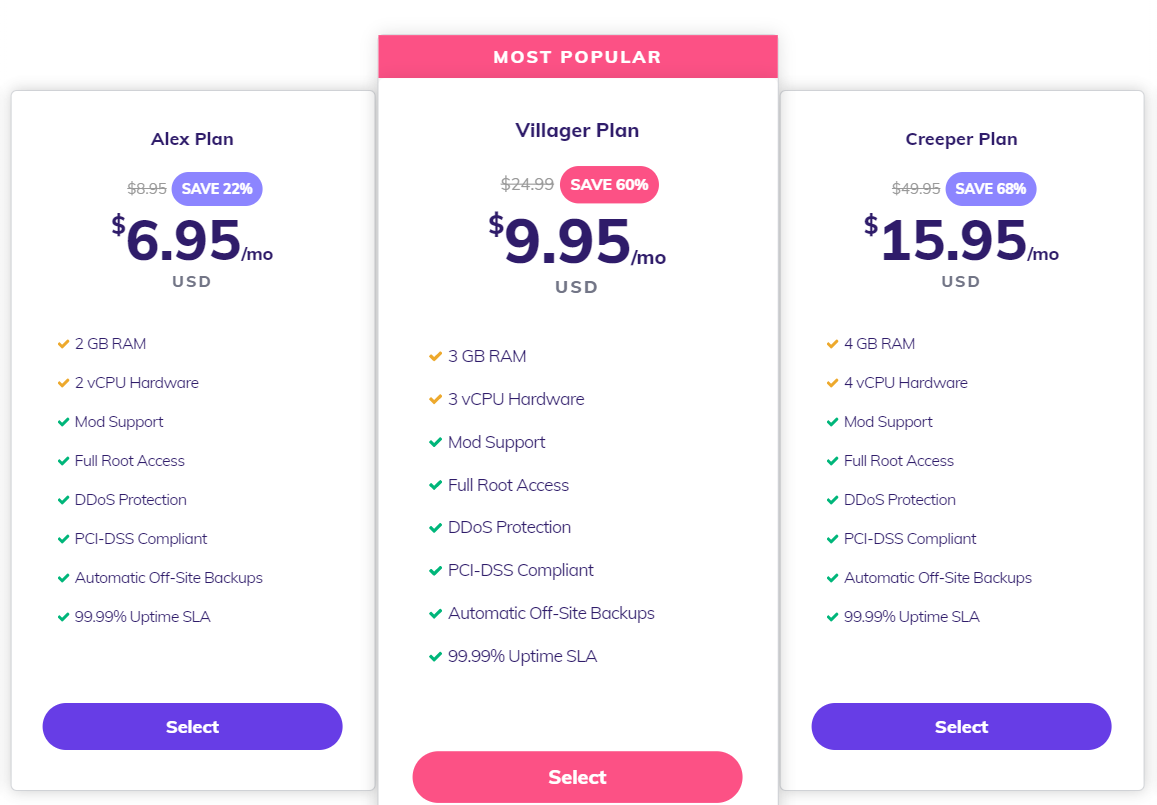 MOST POPULAR
Alex Plan
$8.95 SAVE 22%
$6.95/mo
USD
2 GB RAM
2 vCPU Hardware
Mod Support
Full Root Access
DDoS Protection
PCI-DSS Compliant
Automatic Off-Site Backups
99.99% Uptime SLA
Select
Villager Plan
$24.99 SAVE 60%
$9.95/mo
USD
3 GB RAM
3 vCPU Hardware
Mod Support
Full Root Access
DDoS Protection
PCI-DSS Compliant
Automatic Off-Site Backups
99.99% Uptime SLA
Select
Creeper Plan
$49.95 SAVE 68%
$15.95/mo
USD
4 GB RAM
4 vCPU Hardware
Mod Support
Full Root Access
DDoS Protection
PCI-DSS Compliant
Automatic Off-Site Backups
99.99% Uptime SLA
Select